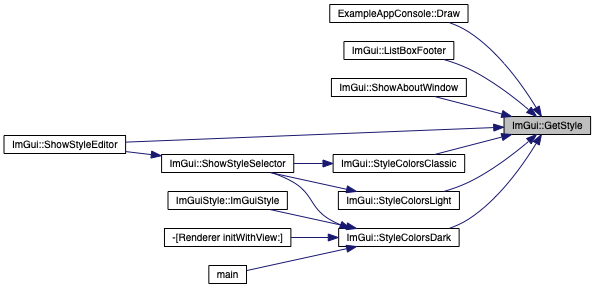 ExampleAppConsole::Draw
ImGui::ListBoxFooter
ImGui::ShowAboutWindow
ImGui::GetStyle
ImGui::ShowStyleEditor
ImGui::ShowStyleSelector
ImGui::StyleColorsClassic
ImGuiStyle::ImGuiStyle
ImGui::StyleColorsLight
-[Renderer initWithView:]
ImGui::StyleColorsDark
main